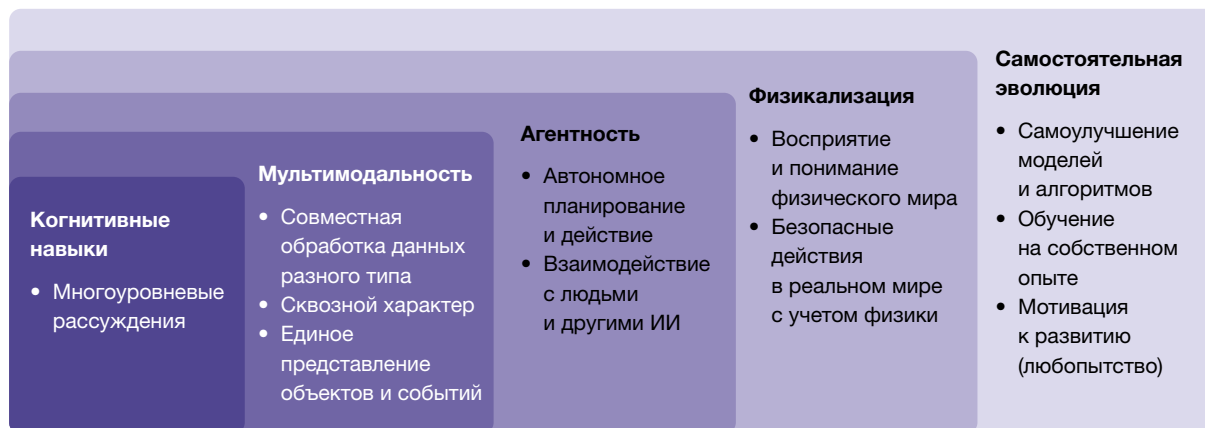 Когнитивные
навыки
• Многоуровневые
рассуждения
Мультимодальность
• Совместная
обработка данных
разного типа
• Сквозной характер
• Единое
представление
объектов и событий
Агентность
• Автономное
планирование
и действие
• Взаимодействие
с людьми
и другими ИИ
Физикализация
• Восприятие
и понимание
физического мира
• Безопасные
действия
в реальном мире
с учетом физики
Самостоятельная
эволюция
• Самоулучшение
моделей
и алгоритмов
• Обучение
на собственном
опыте
• Мотивация
к развитию
(любопытство)